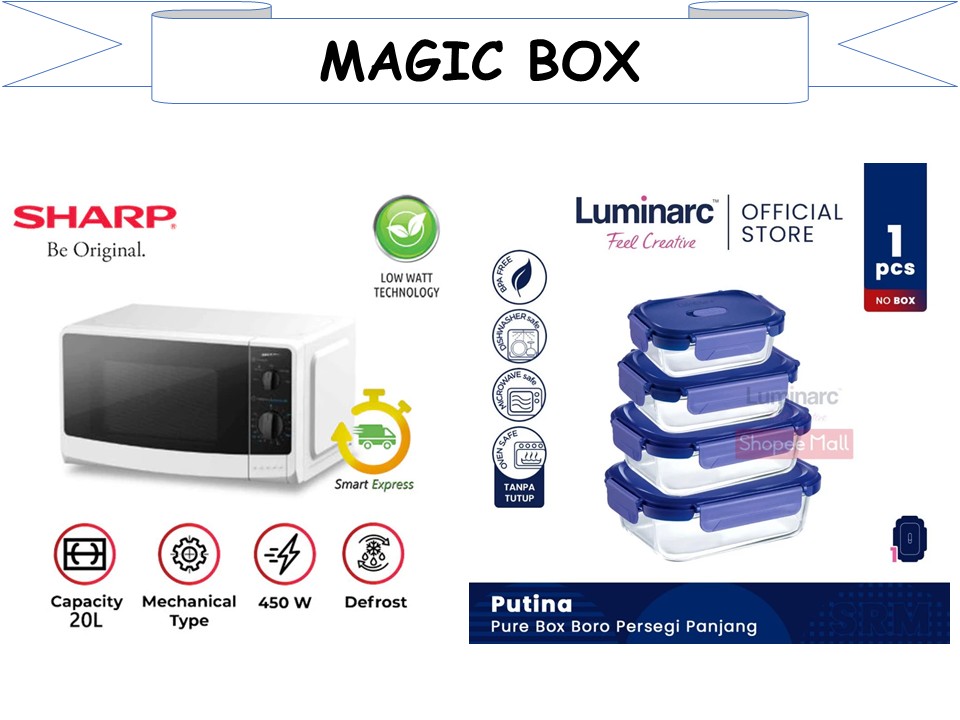 MAGIC BOX
SHARP
Be Original.
LOW WATT
TECHNOLOGY
Smart Express
Capacity
20L
Mechanical
Type
450 W
Defrost
Luminarc™
Feel Creative
OFFICIAL
STORE
1
pcs
NO BOX
BPA FREE
DISHWASHER safe
MICROWAVE safe
OVEN SAFE
TANPA
TUTUP
Luminarc
Shopee Mall
1
Putina
Pure Box Boro Persegi Panjang
SRM